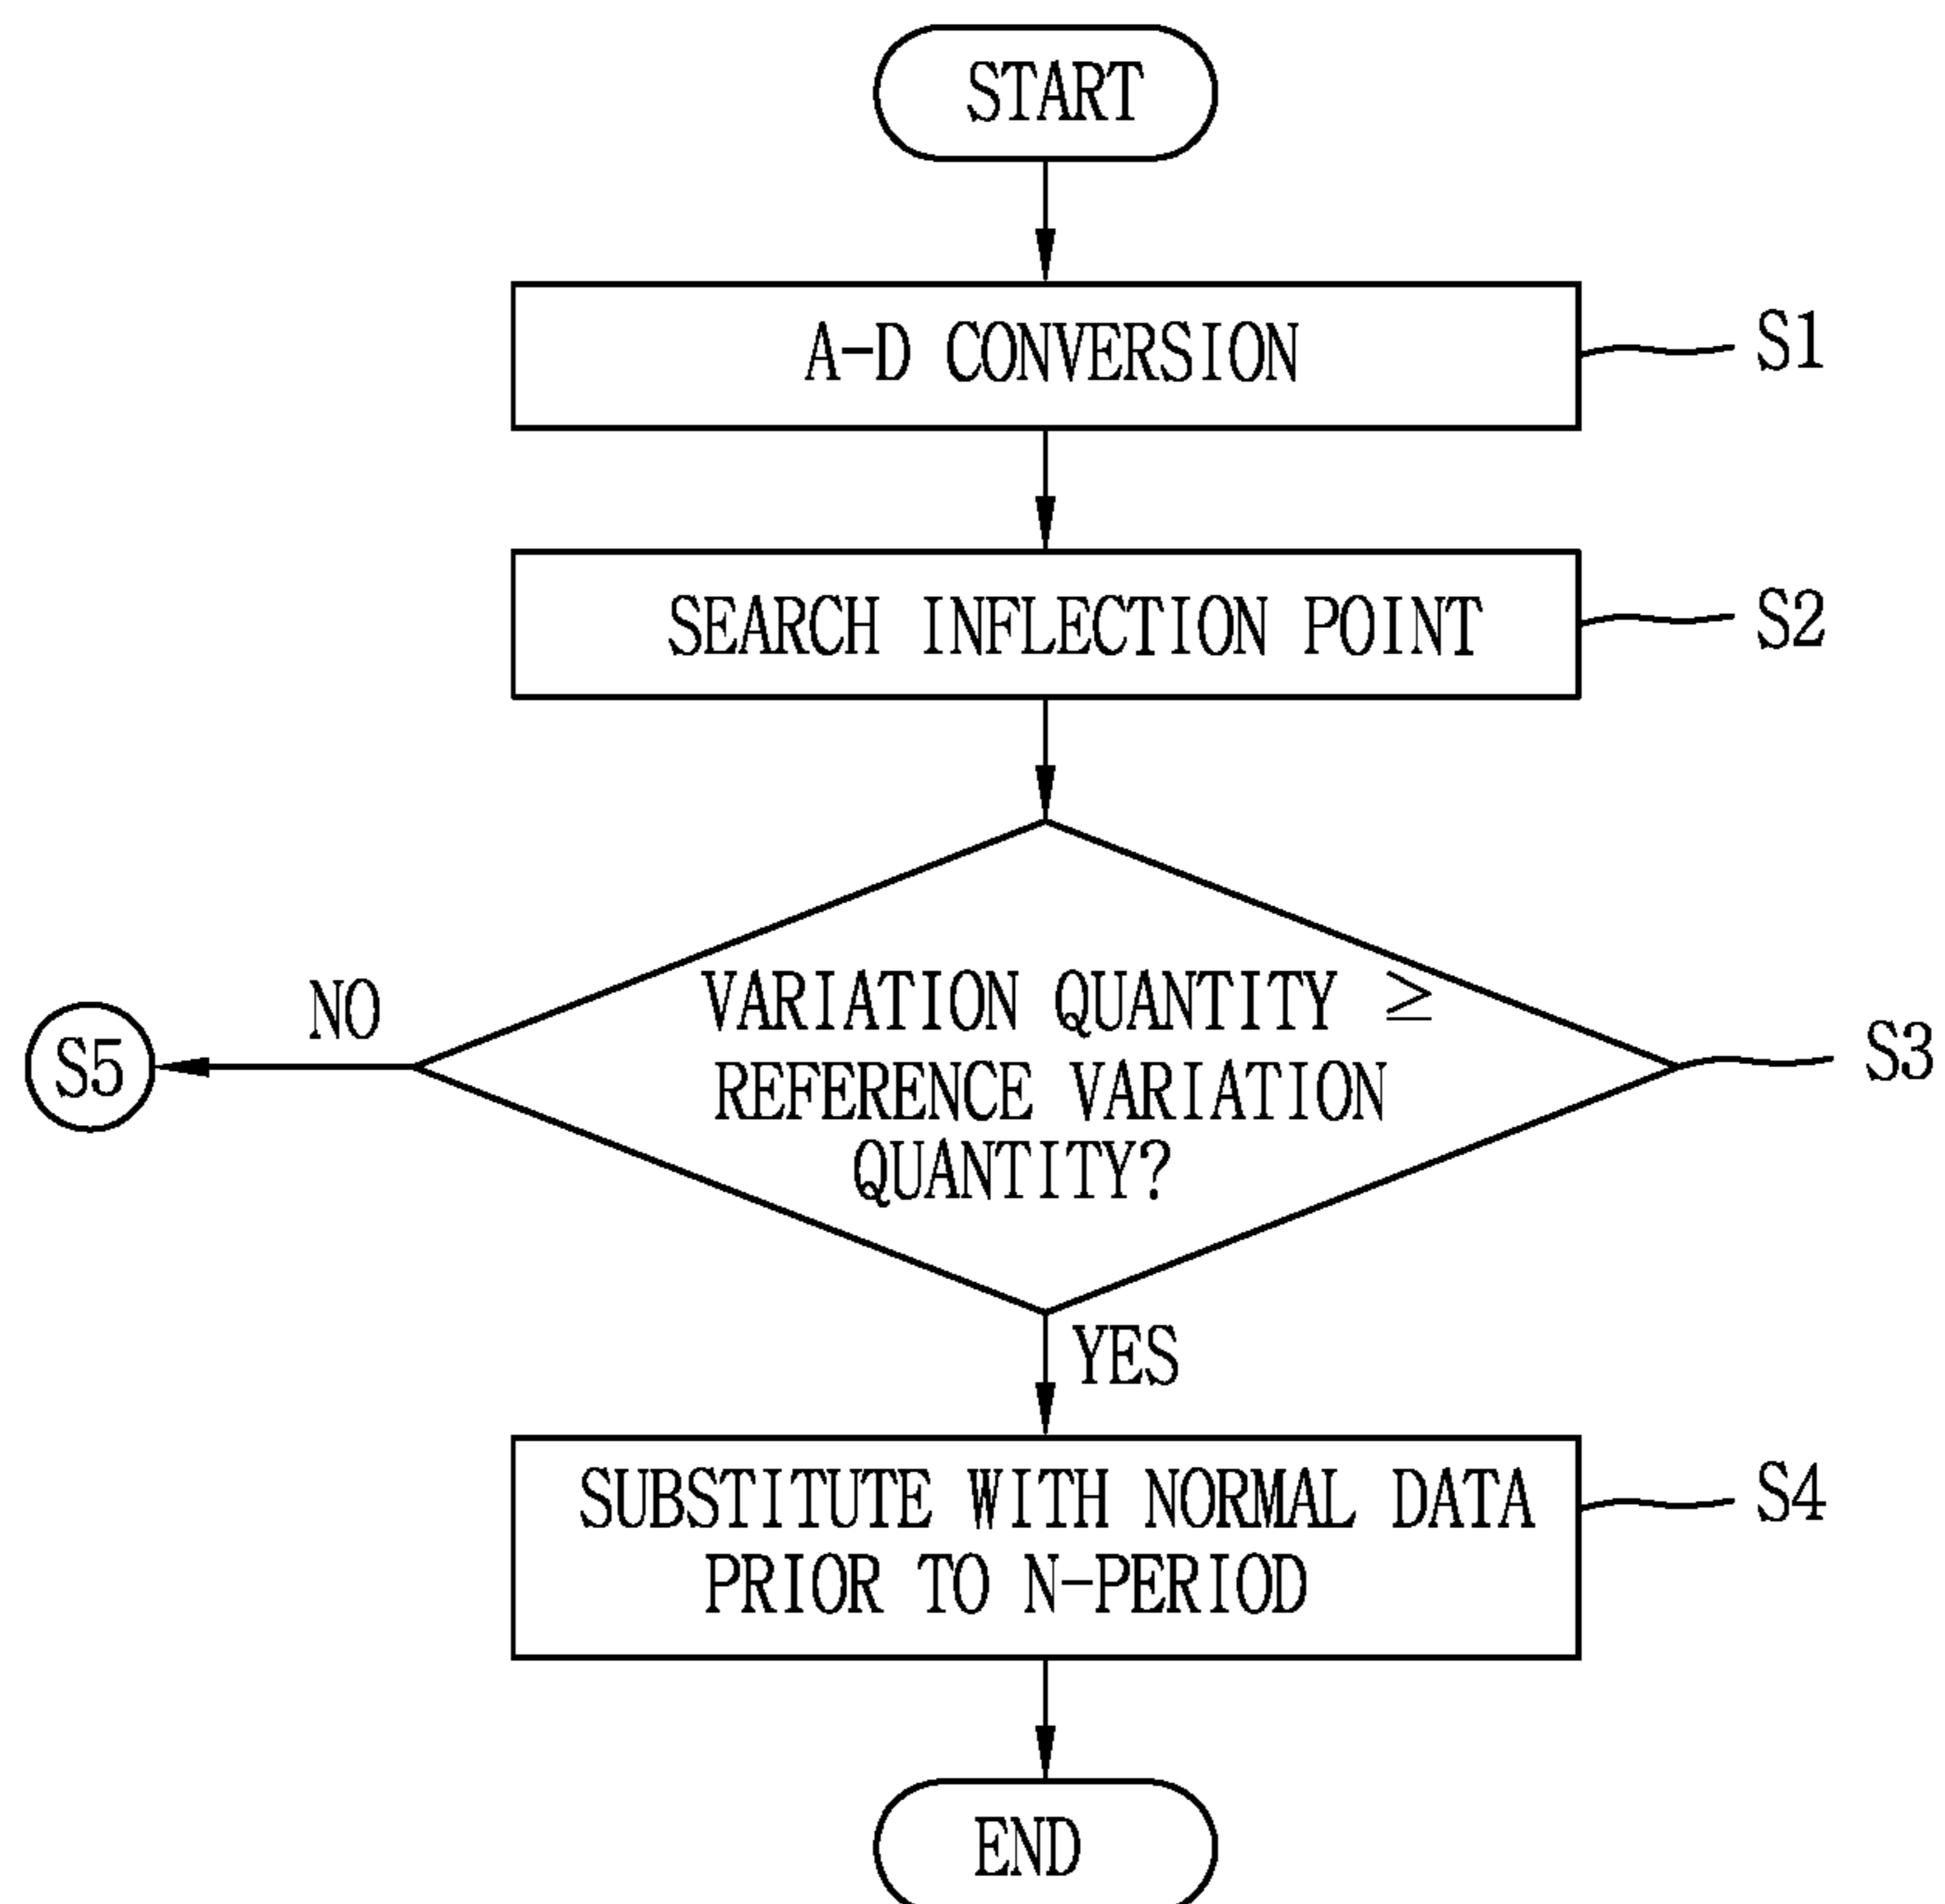 START
A-D CONVERSION
S1
SEARCH INFLECTION POINT
S2
VARIATION QUANTITY ≥
REFERENCE VARIATION
QUANTITY?
S3
NO
S5
YES
SUBSTITUTE WITH NORMAL DATA
PRIOR TO N-PERIOD
S4
END